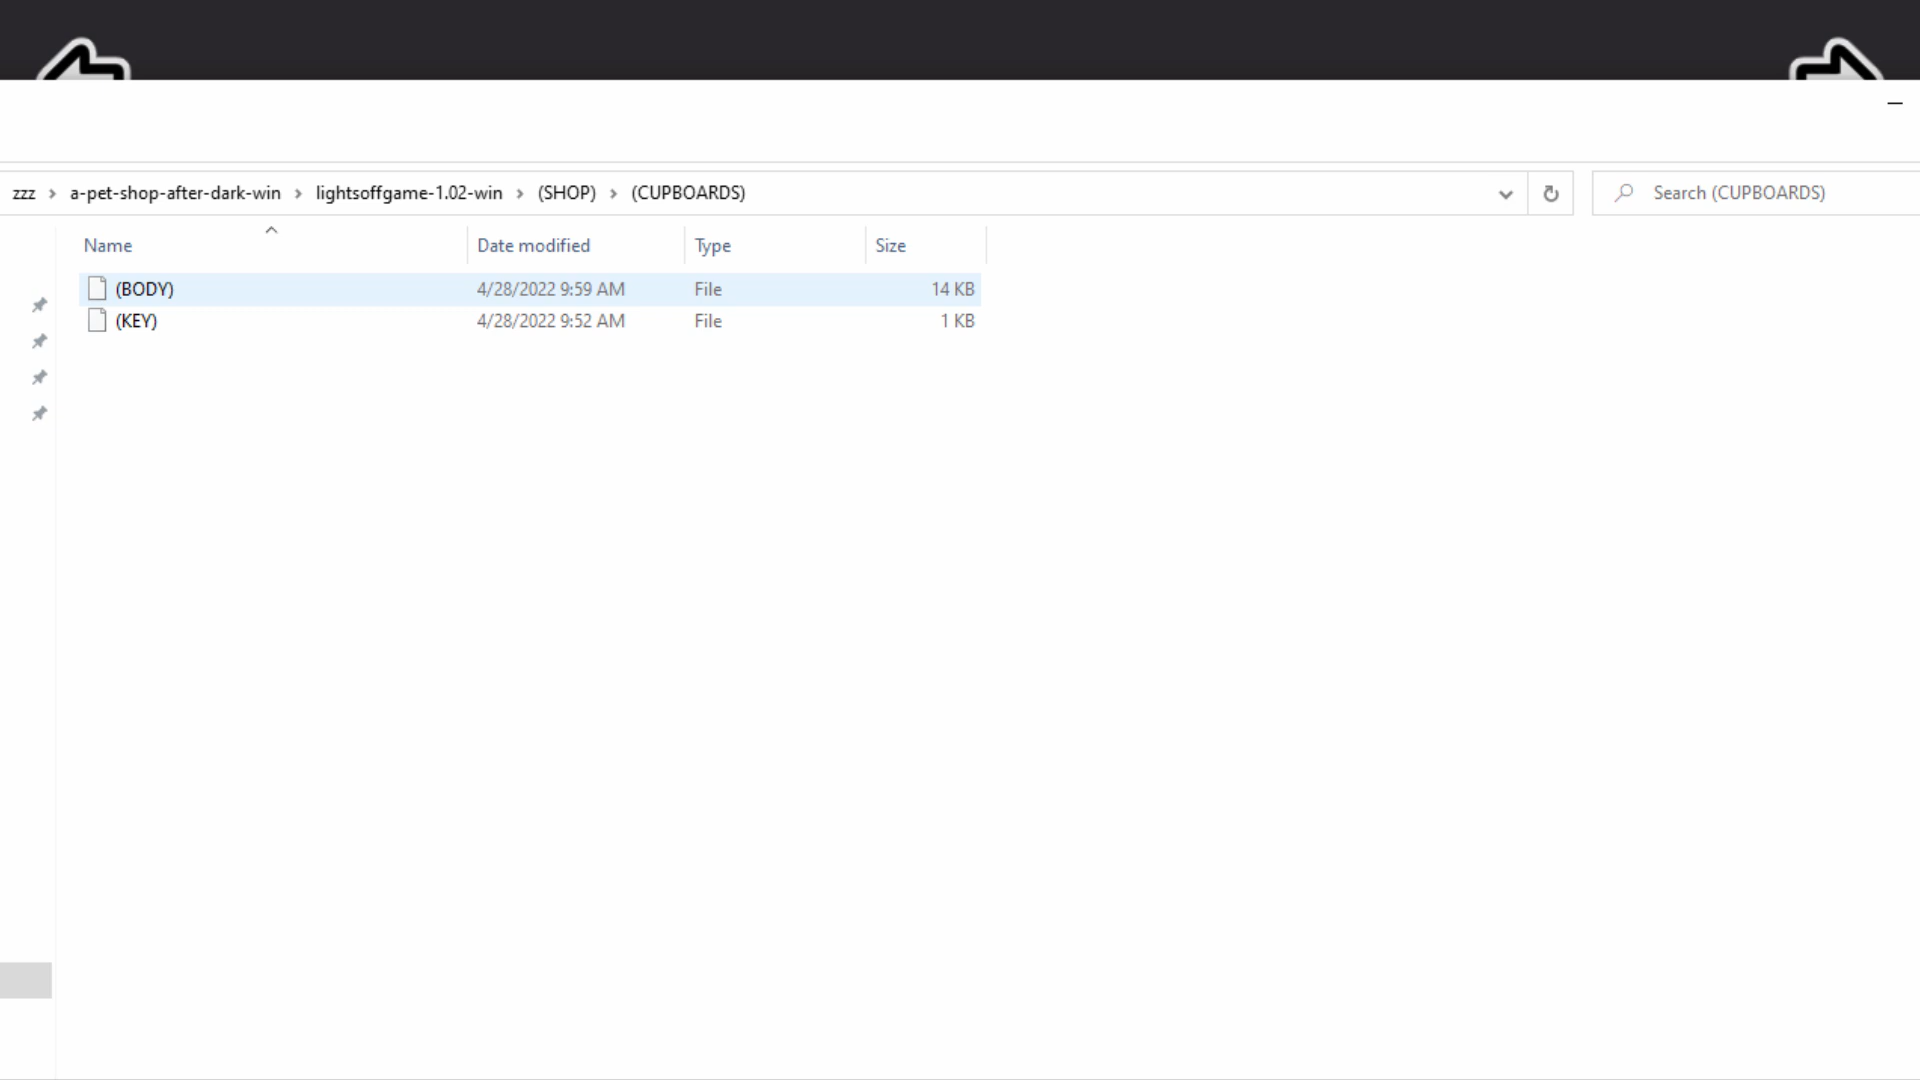 zzz > a-pet-shop-after-dark-win > lightsoffgame-1.02-win > (SHOP) > (CUPBOARDS)
Search (CUPBOARDS)
Name Date modified Type Size
(BODY) 4/28/2022 9:59 AM File 14 KB
(KEY) 4/28/2022 9:52 AM File 1 KB